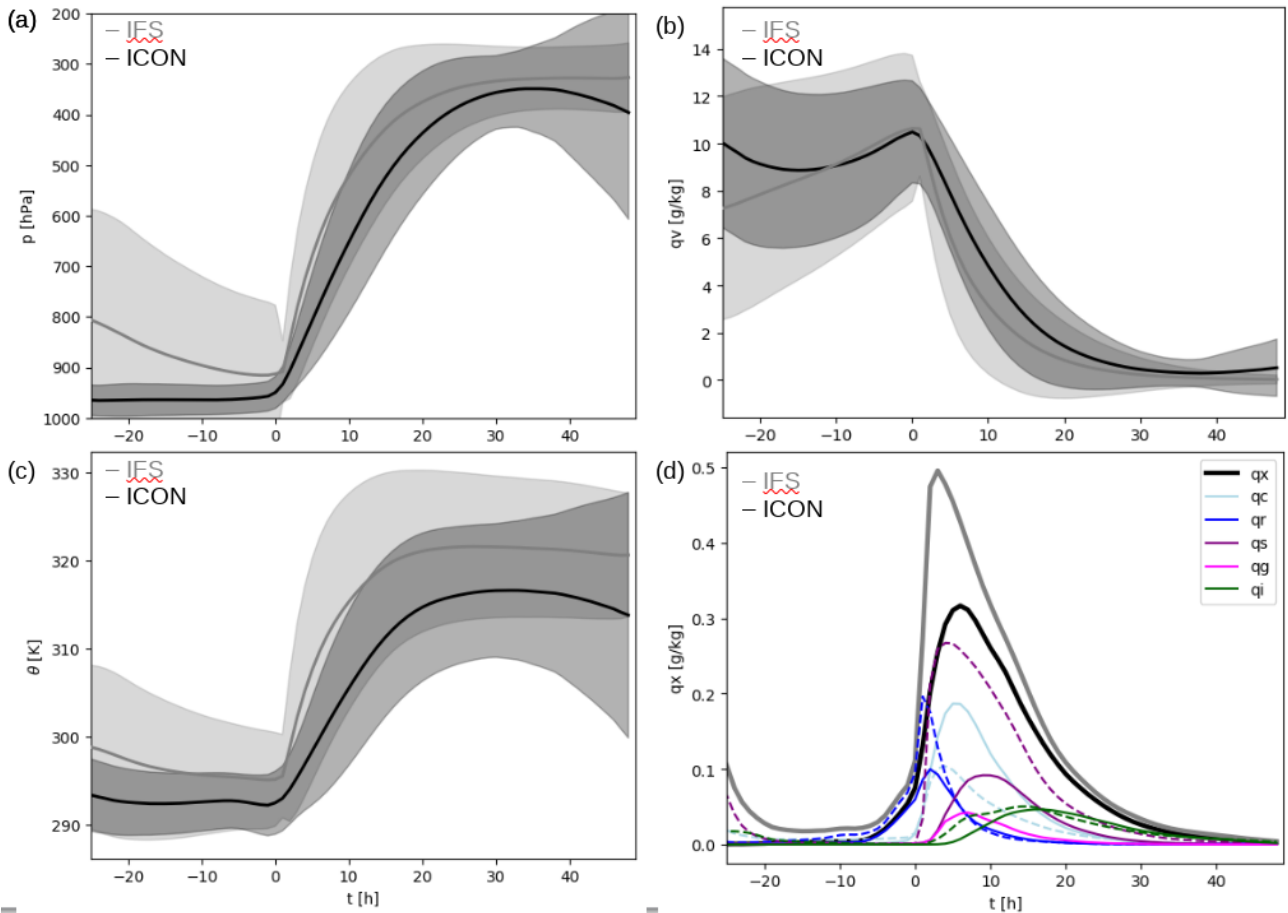 (a)
– IFS
– ICON
200
300
400
500
600
700
800
900
1000
p [hPa]
−20 −10 0 10 20 30 40
(b)
– IFS
– ICON
14
12
10
8
6
4
2
0
qv [g/kg]
−20 −10 0 10 20 30 40
(c)
– IFS
– ICON
330
320
310
300
290
θ [K]
−20 −10 0 10 20 30 40
t [h]
(d)
– IFS
– ICON
0.5
0.4
0.3
0.2
0.1
0.0
qx [g/kg]
qx
qc
qr
qs
qg
qi
−20 −10 0 10 20 30 40
t [h]